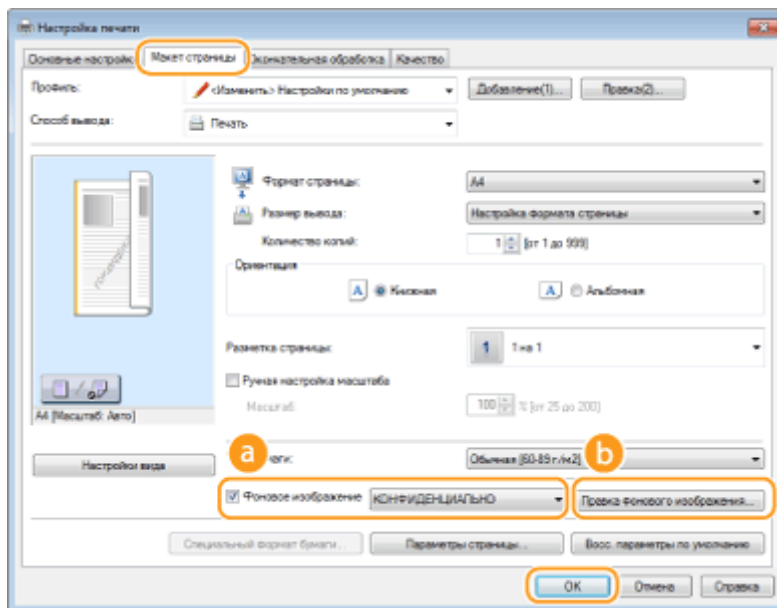 Настройка печати
Основные настройки Макет страницы Окончательная обработка Качество
Профиль: <Изменить> Настройки по умолчанию Добавление(1)... Правка(2)...
Способ вывода: Печать
Формат страницы: A4
Размер вывода: Настройка формата страницы
Количество копий: 1 [от 1 до 999]
Ориентация
A Книжная A Альбомная
Разметка страницы: 1 1 на 1
Ручная настройка масштаба
Масштаб: 100 % [от 25 до 200]
A4 [Масштаб: Авто]
a b
Настройки вида Обычная [60-89 г/м2]
Фоновое изображение КОНФИДЕНЦИАЛЬНО Правка фонового изображения...
Специальный формат бумаги... Параметры страницы... Восс. параметры по умолчанию
OK Отмена Справка